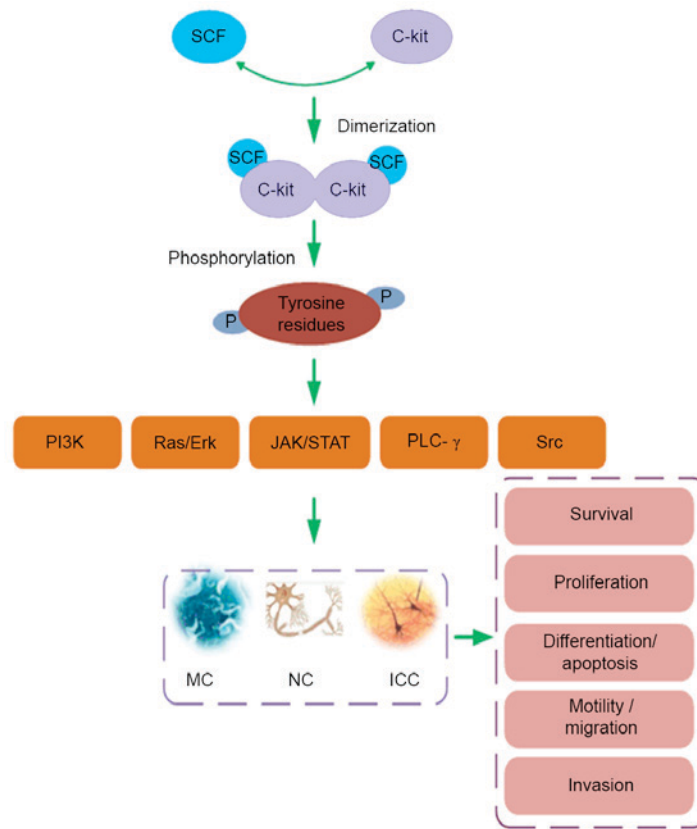 SCF
C-kit
Dimerization
SCF
SCF
C-kit
C-kit
Phosphorylation
P
Tyrosine
residues
P
PI3K
Ras/Erk
JAK/STAT
PLC- γ
Src
Survival
Proliferation
Differentiation/
apoptosis
Motility /
migration
Invasion
MC
NC
ICC